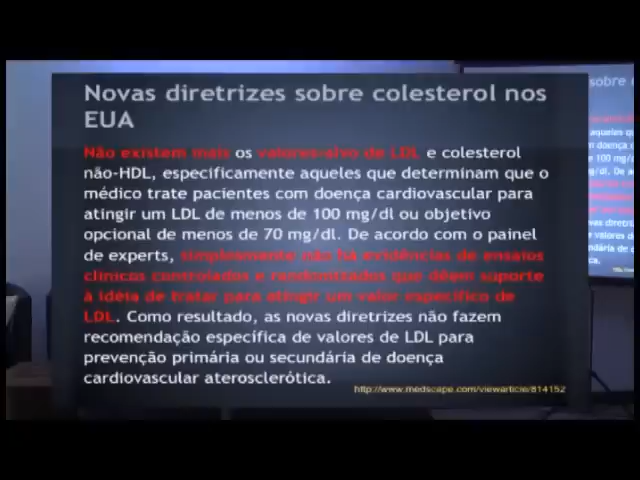 Novas diretrizes sobre colesterol nos
EUA
Não existem mais os valores-alvo de LDL e colesterol
não-HDL, especificamente aqueles que determinam que o
médico trate pacientes com doença cardiovascular para
atingir um LDL de menos de 100 mg/dl ou objetivo
opcional de menos de 70 mg/dl. De acordo com o painel
de experts, simplesmente não há evidências de ensaios
clínicos controlados e randomizados que dêem suporte
à idéia de tratar para atingir um valor específico de
LDL. Como resultado, as novas diretrizes não fazem
recomendação específica de valores de LDL para
prevenção primária ou secundária de doença
cardiovascular aterosclerótica.
http://www.medscape.com/viewarticle/814152